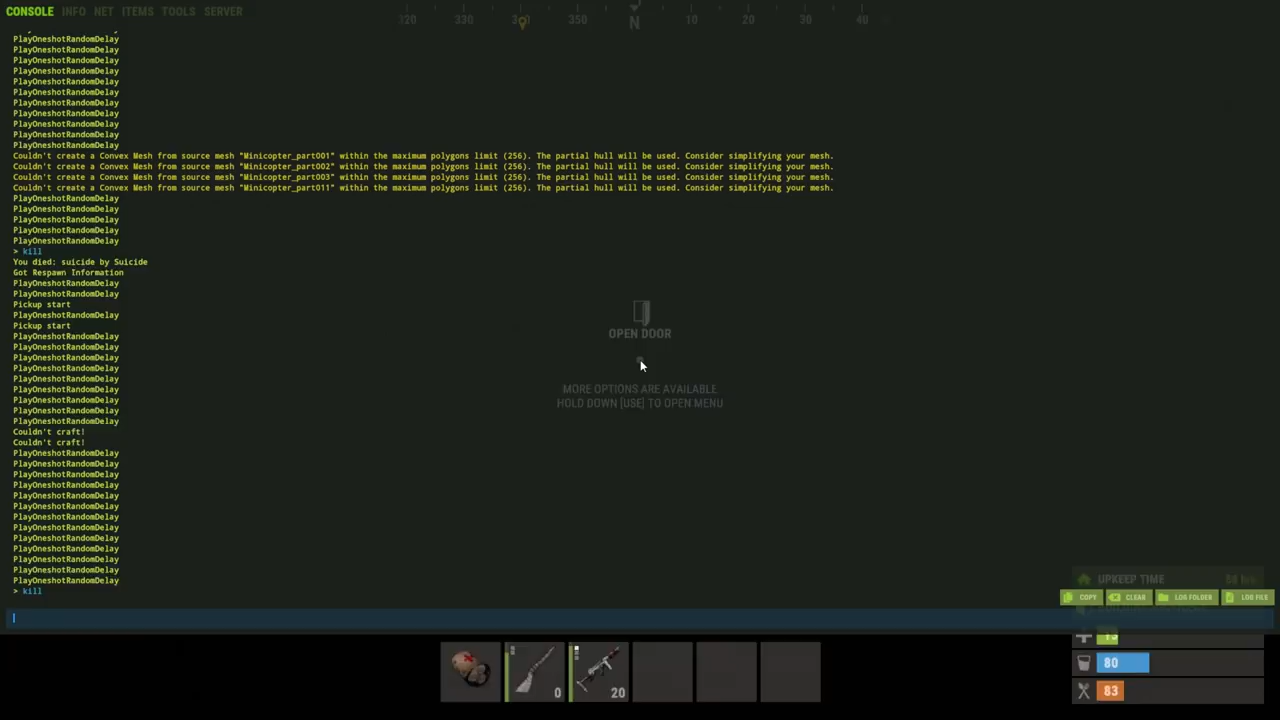 CONSOLE INFO NET ITEMS TOOLS SERVER
330 350 N 10 20 30 40
PlayOneshotRandomDelay
PlayOneshotRandomDelay
PlayOneshotRandomDelay
PlayOneshotRandomDelay
PlayOneshotRandomDelay
PlayOneshotRandomDelay
PlayOneshotRandomDelay
PlayOneshotRandomDelay
PlayOneshotRandomDelay
PlayOneshotRandomDelay
PlayOneshotRandomDelay
Couldn't create a Convex Mesh from source mesh "Minicopter_part001" within the maximum polygons limit (256). The partial hull will be used. Consider simplifying your mesh.
Couldn't create a Convex Mesh from source mesh "Minicopter_part002" within the maximum polygons limit (256). The partial hull will be used. Consider simplifying your mesh.
Couldn't create a Convex Mesh from source mesh "Minicopter_part003" within the maximum polygons limit (256). The partial hull will be used. Consider simplifying your mesh.
Couldn't create a Convex Mesh from source mesh "Minicopter_part011" within the maximum polygons limit (256). The partial hull will be used. Consider simplifying your mesh.
PlayOneshotRandomDelay
PlayOneshotRandomDelay
PlayOneshotRandomDelay
PlayOneshotRandomDelay
PlayOneshotRandomDelay
> kill
You died: suicide by Suicide
Got Respawn Information
PlayOneshotRandomDelay
PlayOneshotRandomDelay
Pickup start
PlayOneshotRandomDelay
Pickup start
PlayOneshotRandomDelay
PlayOneshotRandomDelay
PlayOneshotRandomDelay
PlayOneshotRandomDelay
PlayOneshotRandomDelay
PlayOneshotRandomDelay
PlayOneshotRandomDelay
PlayOneshotRandomDelay
PlayOneshotRandomDelay
Couldn't craft!
Couldn't craft!
PlayOneshotRandomDelay
PlayOneshotRandomDelay
PlayOneshotRandomDelay
PlayOneshotRandomDelay
PlayOneshotRandomDelay
PlayOneshotRandomDelay
PlayOneshotRandomDelay
PlayOneshotRandomDelay
PlayOneshotRandomDelay
PlayOneshotRandomDelay
PlayOneshotRandomDelay
PlayOneshotRandomDelay
PlayOneshotRandomDelay
> kill
OPEN DOOR
MORE OPTIONS ARE AVAILABLE
HOLD DOWN [USE] TO OPEN MENU
UPKEEP TIME
COPY CLEAR LOG FOLDER LOG FILE
80
83
0
20